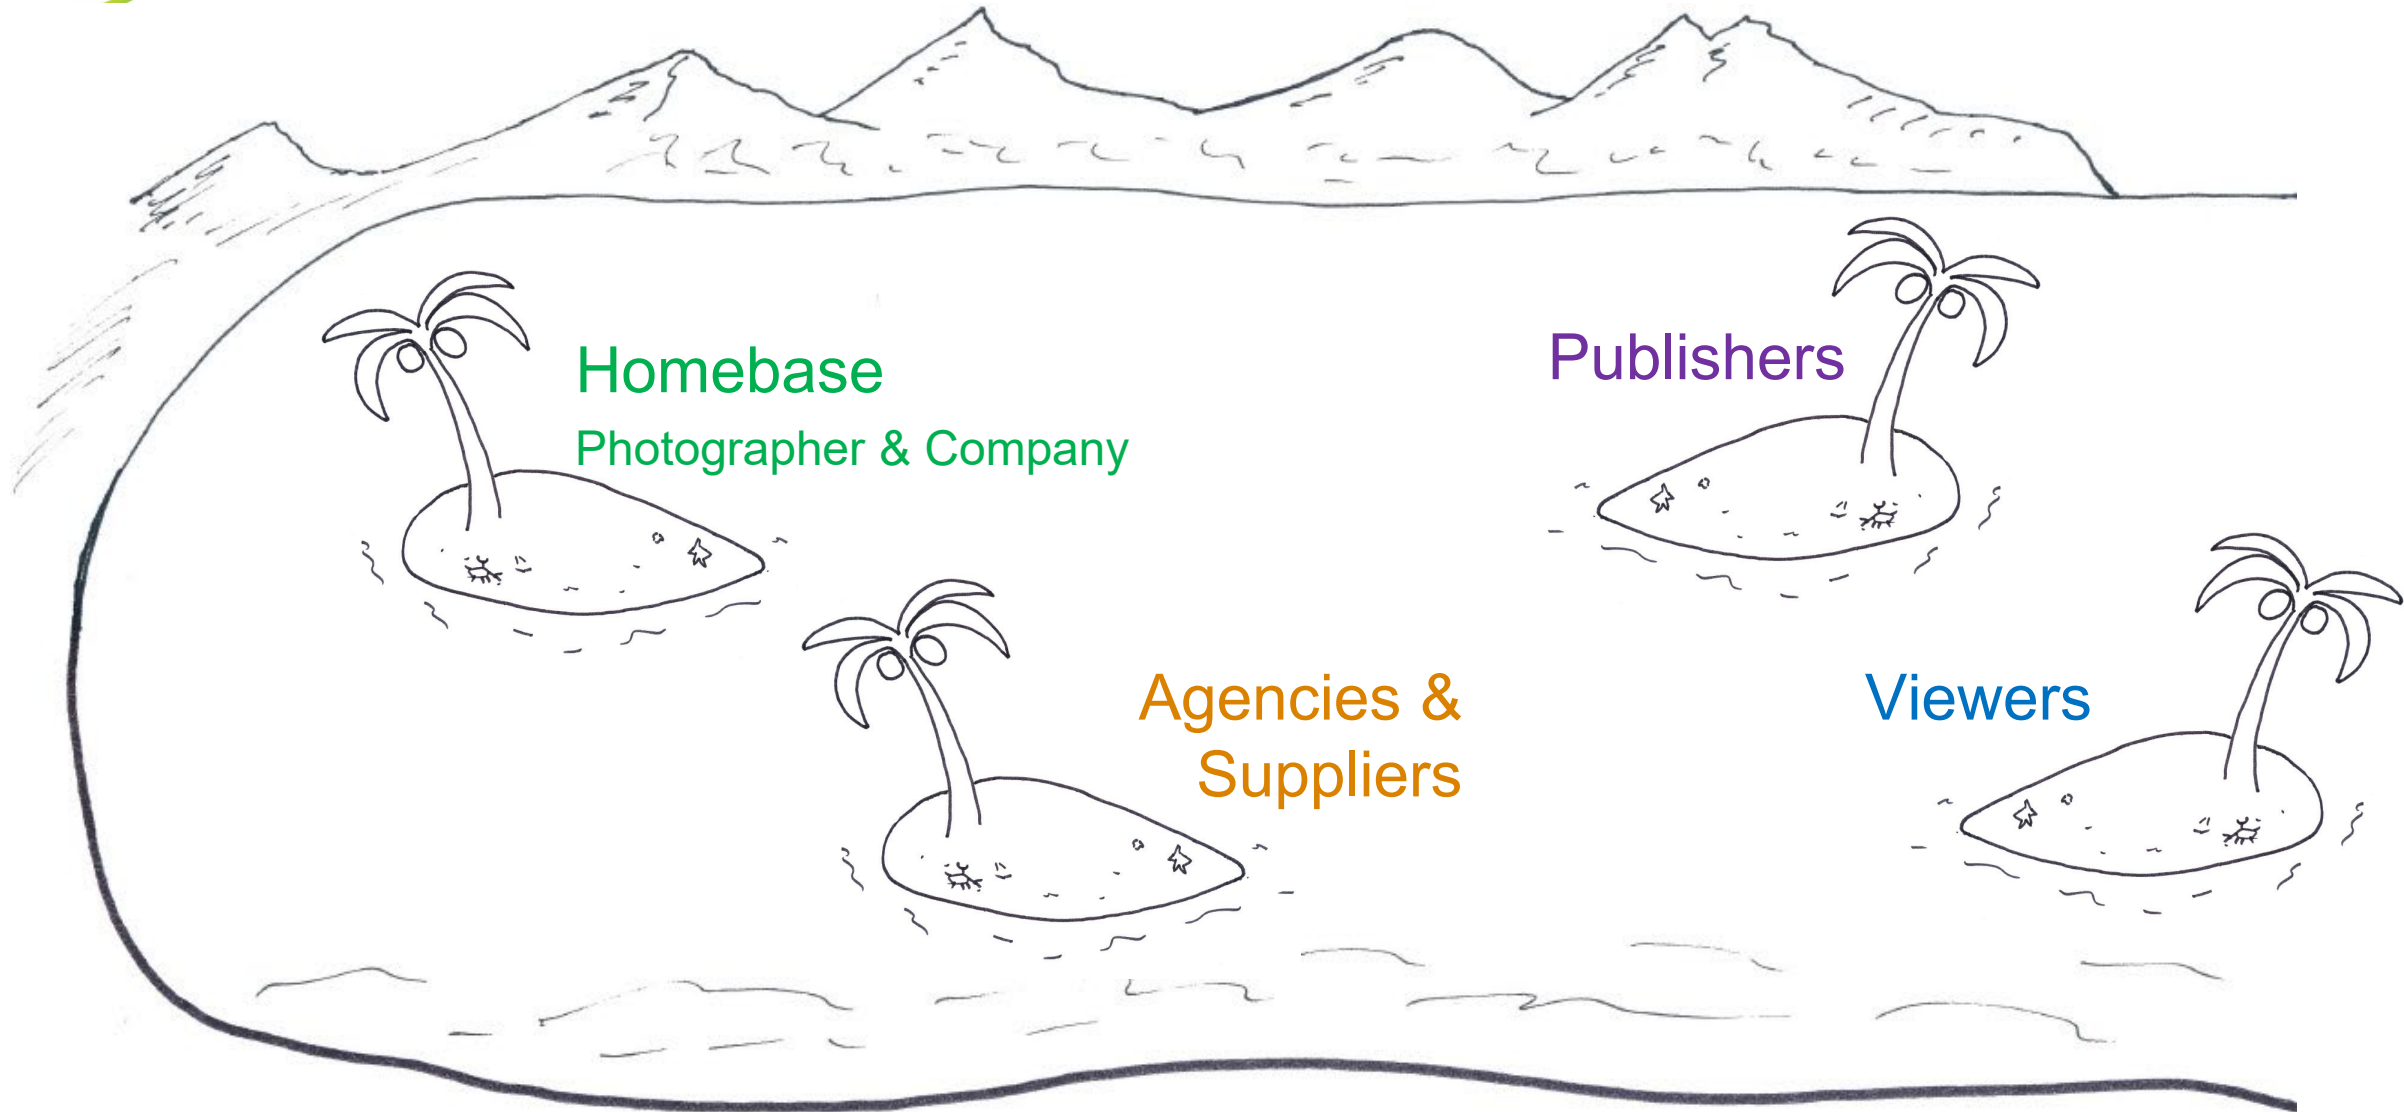 Homebase
Photographer & Company
Publishers
Agencies &
Suppliers
Viewers